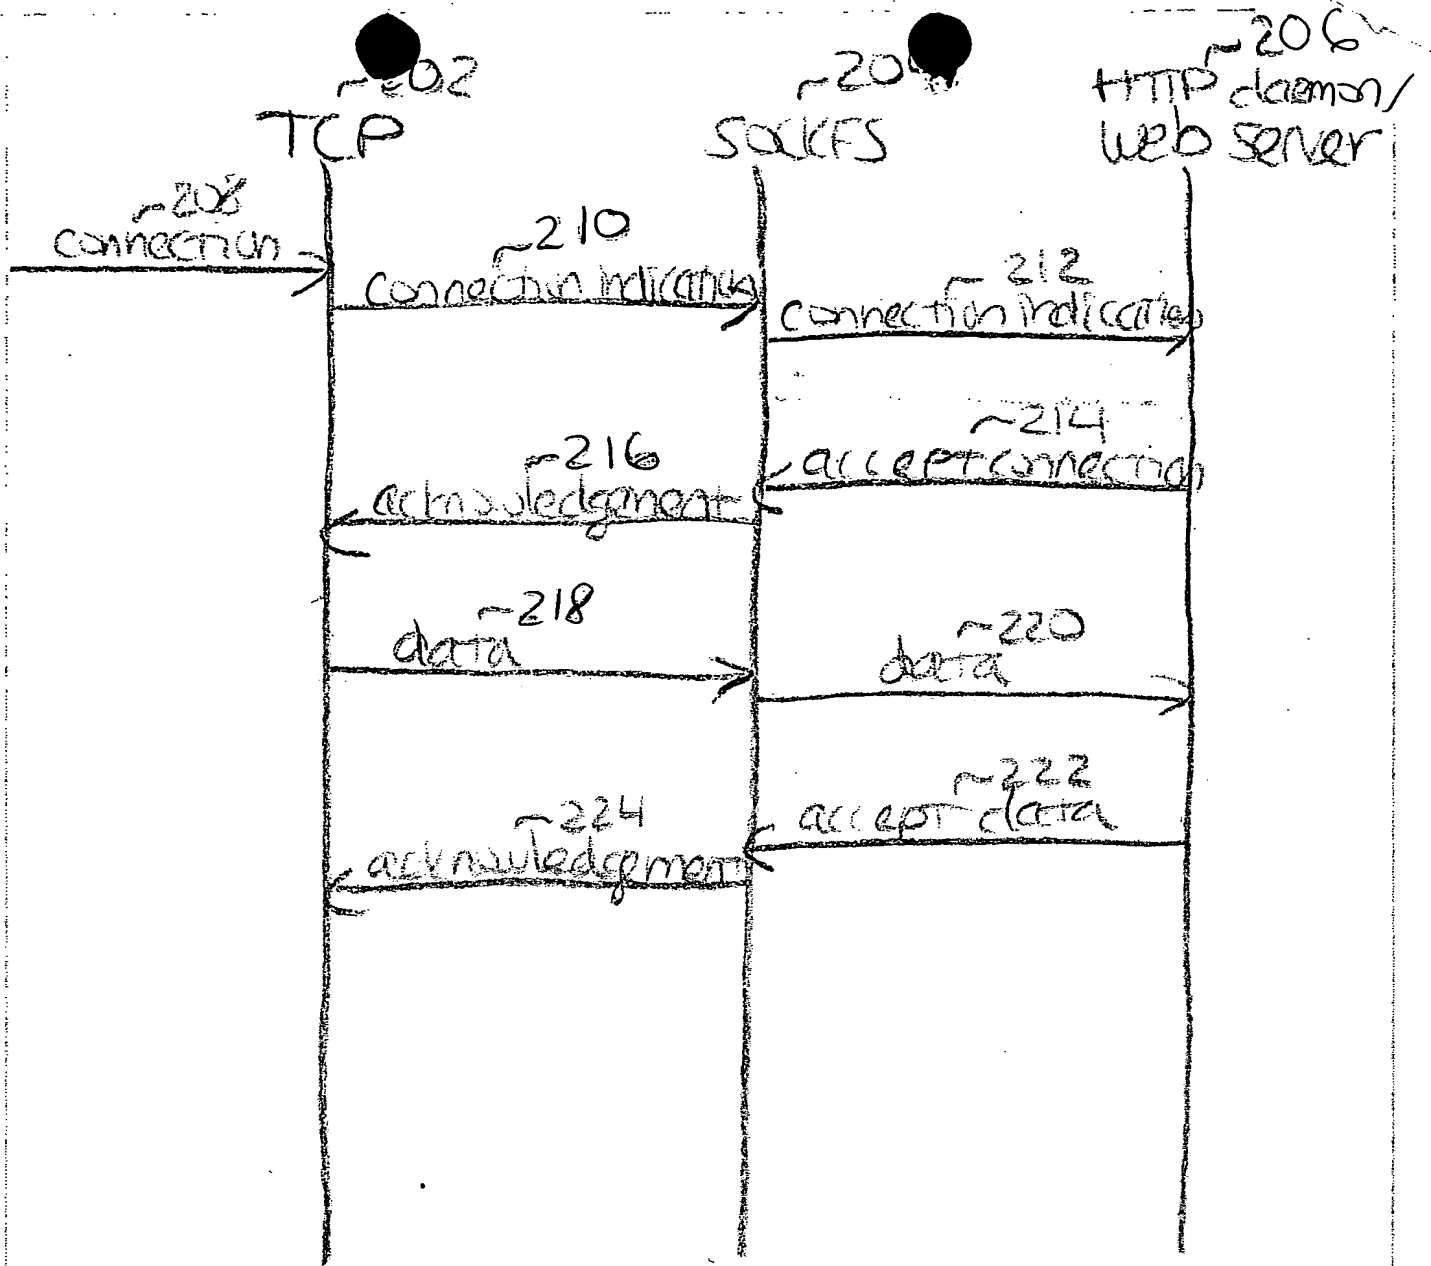 ~206
~202
~204
HTTP daemon/
TCP
SOCKFS
web server
~208
connection
~210
connection indication
~212
connection indication
~214
accept connection
~216
acknowledgement
~218
data
~220
data
~222
accept data
~224
acknowledgement